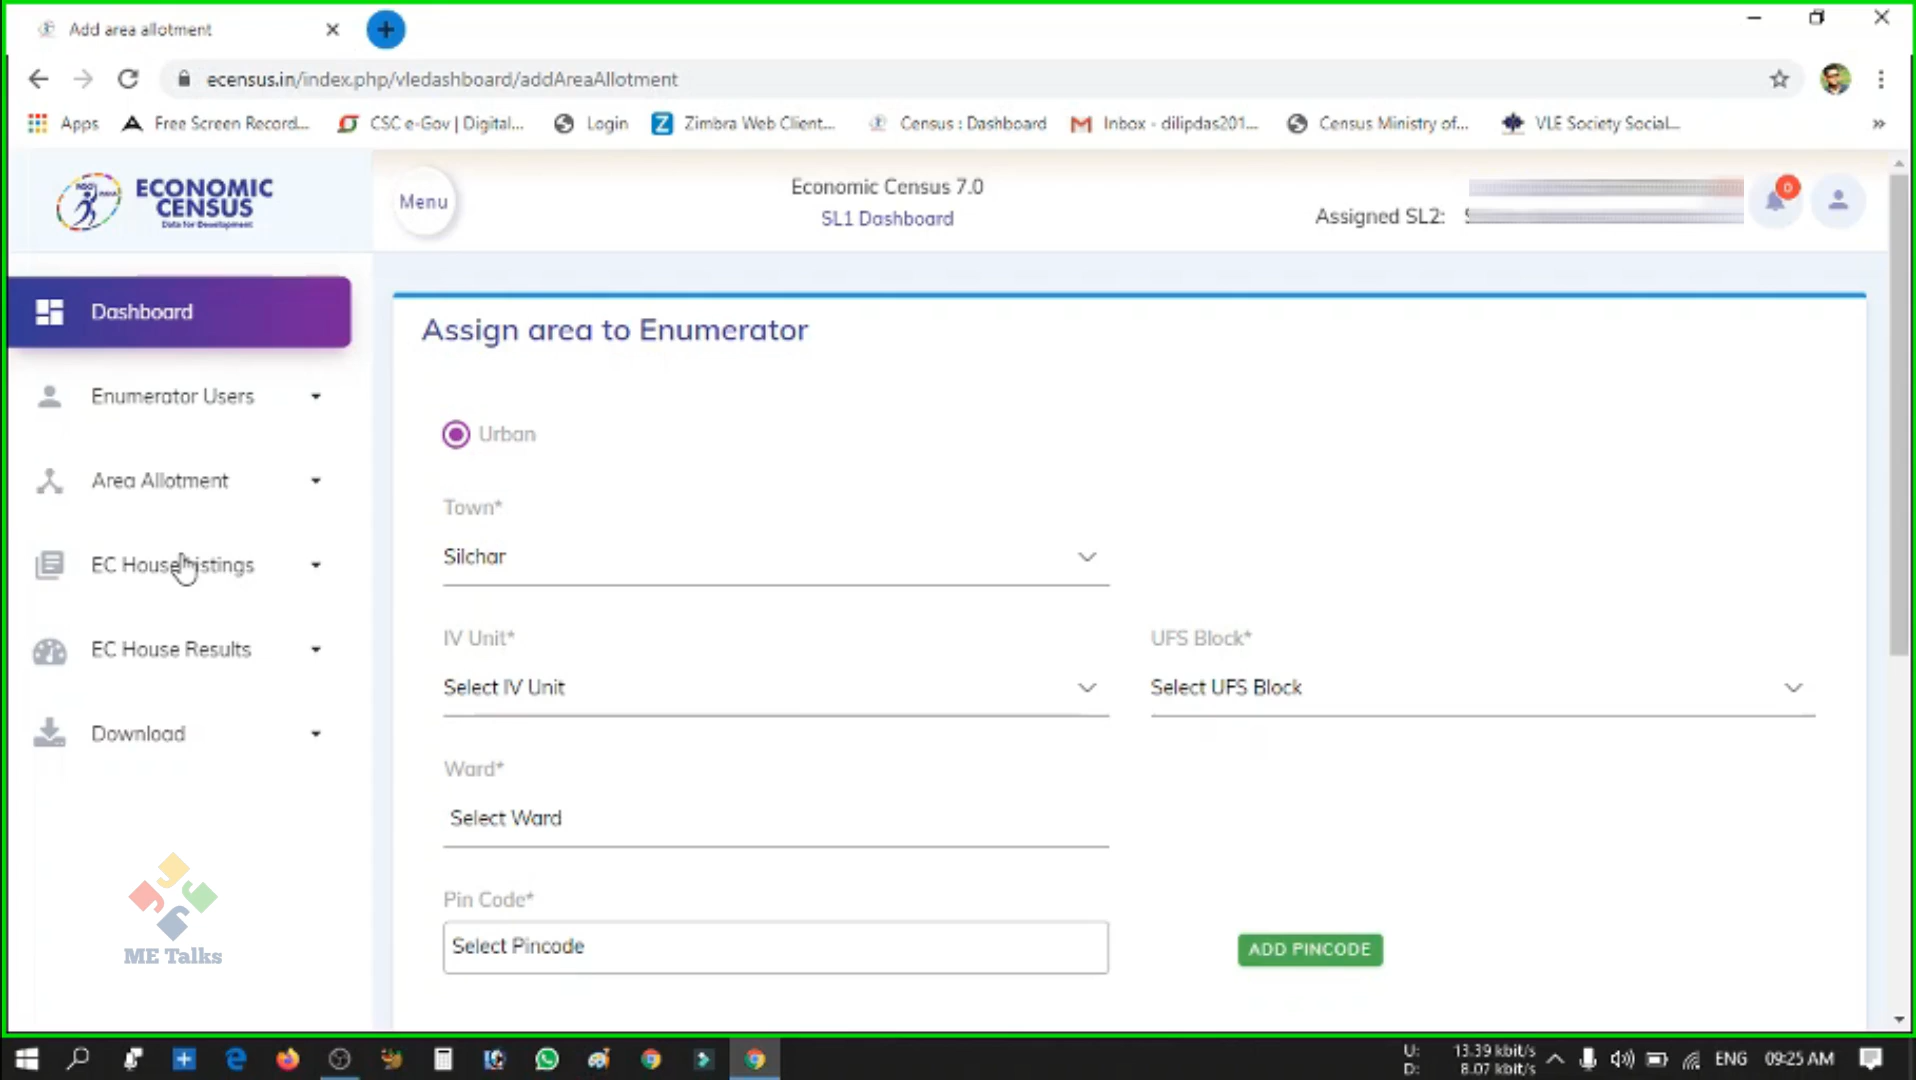 Add area allotment
ecensus.in/index.php/vledashboard/addAreaAllotment
Apps
Free Screen Record...
CSC e-Gov | Digital...
Login
Zimbra Web Client...
Census : Dashboard
Inbox - dilipdas201...
Census Ministry of...
VLE Society Social...
ECONOMIC
CENSUS
Data for Development
Menu
Economic Census 7.0
SL1 Dashboard
Assigned SL2:
0
Dashboard
Enumerator Users
Area Allotment
EC House Listings
EC House Results
Download
ME Talks
Assign area to Enumerator
Urban
Town*
Silchar
IV Unit*
UFS Block*
Select IV Unit
Select UFS Block
Ward*
Select Ward
Pin Code*
Select Pincode
ADD PINCODE
U: 13.39 kbit/s
D: 8.07 kbit/s
ENG
09:25 AM